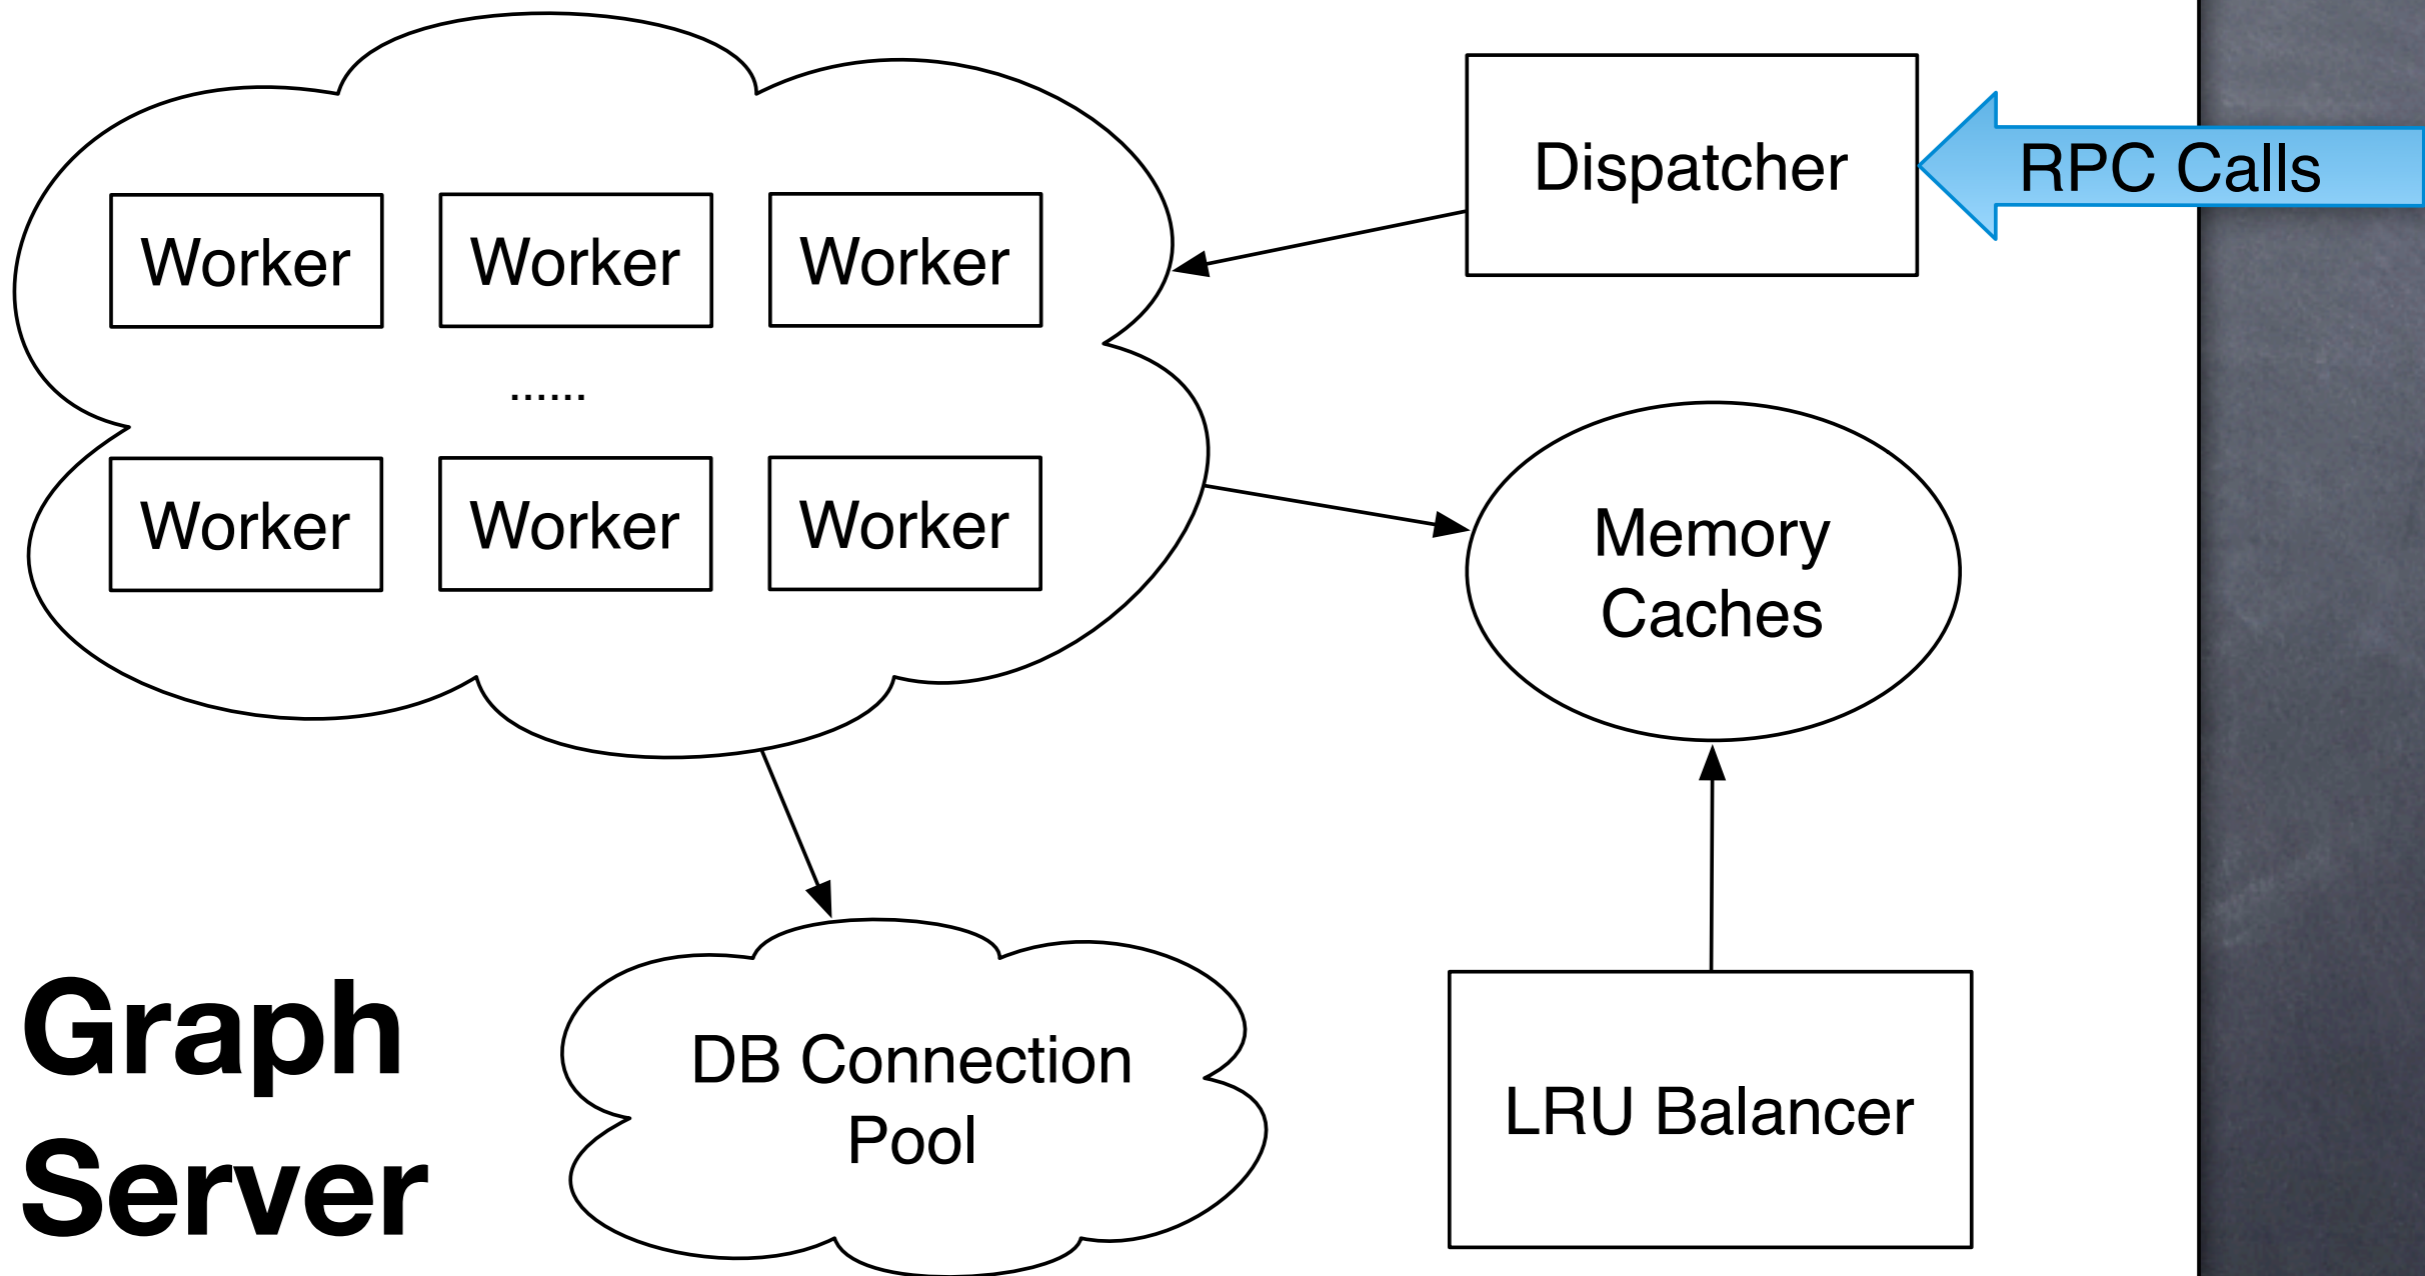 Dispatcher
RPC Calls
Worker Worker Worker
......
Worker Worker Worker
Memory
Caches
Graph
Server
DB Connection
Pool
LRU Balancer